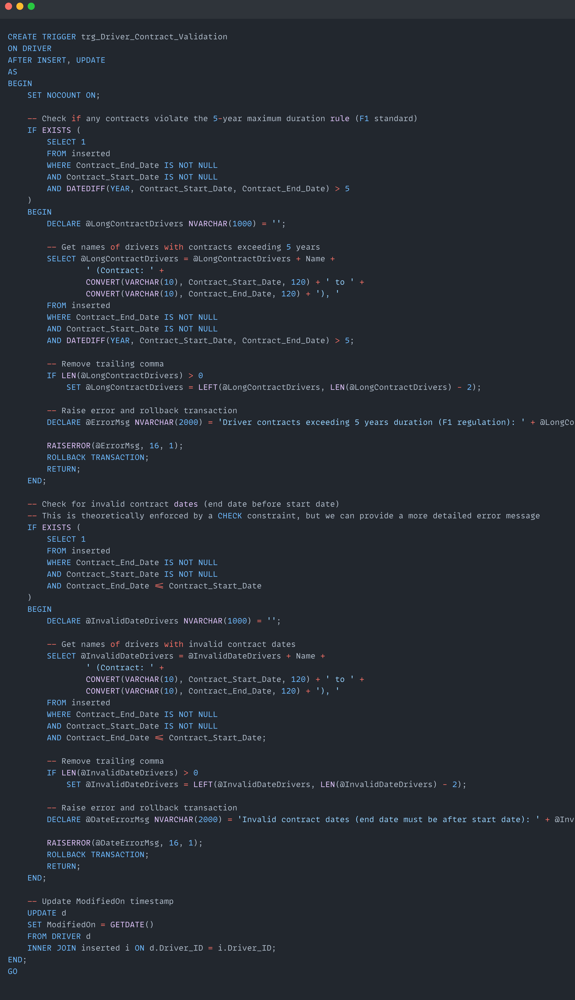 CREATE TRIGGER trg_Driver_Contract_Validation
ON DRIVER
AFTER INSERT, UPDATE
AS
BEGIN
    SET NOCOUNT ON;

    -- Check if any contracts violate the 5-year maximum duration rule (F1 standard)
    IF EXISTS (
        SELECT 1
        FROM inserted
        WHERE Contract_End_Date IS NOT NULL
        AND Contract_Start_Date IS NOT NULL
        AND DATEDIFF(YEAR, Contract_Start_Date, Contract_End_Date) > 5
    )
    BEGIN
        DECLARE @LongContractDrivers NVARCHAR(1000) = '';

        -- Get names of drivers with contracts exceeding 5 years
        SELECT @LongContractDrivers = @LongContractDrivers + Name +
                ' (Contract: ' +
                CONVERT(VARCHAR(10), Contract_Start_Date, 120) + ' to ' +
                CONVERT(VARCHAR(10), Contract_End_Date, 120) + '), '
        FROM inserted
        WHERE Contract_End_Date IS NOT NULL
        AND Contract_Start_Date IS NOT NULL
        AND DATEDIFF(YEAR, Contract_Start_Date, Contract_End_Date) > 5;

        -- Remove trailing comma
        IF LEN(@LongContractDrivers) > 0
            SET @LongContractDrivers = LEFT(@LongContractDrivers, LEN(@LongContractDrivers) - 2);

        -- Raise error and rollback transaction
        DECLARE @ErrorMsg NVARCHAR(2000) = 'Driver contracts exceeding 5 years duration (F1 regulation): ' + @LongCo

        RAISERROR(@ErrorMsg, 16, 1);
        ROLLBACK TRANSACTION;
        RETURN;
    END;

    -- Check for invalid contract dates (end date before start date)
    -- This is theoretically enforced by a CHECK constraint, but we can provide a more detailed error message
    IF EXISTS (
        SELECT 1
        FROM inserted
        WHERE Contract_End_Date IS NOT NULL
        AND Contract_Start_Date IS NOT NULL
        AND Contract_End_Date <= Contract_Start_Date
    )
    BEGIN
        DECLARE @InvalidDateDrivers NVARCHAR(1000) = '';

        -- Get names of drivers with invalid contract dates
        SELECT @InvalidDateDrivers = @InvalidDateDrivers + Name +
                ' (Contract: ' +
                CONVERT(VARCHAR(10), Contract_Start_Date, 120) + ' to ' +
                CONVERT(VARCHAR(10), Contract_End_Date, 120) + '), '
        FROM inserted
        WHERE Contract_End_Date IS NOT NULL
        AND Contract_Start_Date IS NOT NULL
        AND Contract_End_Date <= Contract_Start_Date;

        -- Remove trailing comma
        IF LEN(@InvalidDateDrivers) > 0
            SET @InvalidDateDrivers = LEFT(@InvalidDateDrivers, LEN(@InvalidDateDrivers) - 2);

        -- Raise error and rollback transaction
        DECLARE @DateErrorMsg NVARCHAR(2000) = 'Invalid contract dates (end date must be after start date): ' + @Inv

        RAISERROR(@DateErrorMsg, 16, 1);
        ROLLBACK TRANSACTION;
        RETURN;
    END;

    -- Update ModifiedOn timestamp
    UPDATE d
    SET ModifiedOn = GETDATE()
    FROM DRIVER d
    INNER JOIN inserted i ON d.Driver_ID = i.Driver_ID;
END;
GO